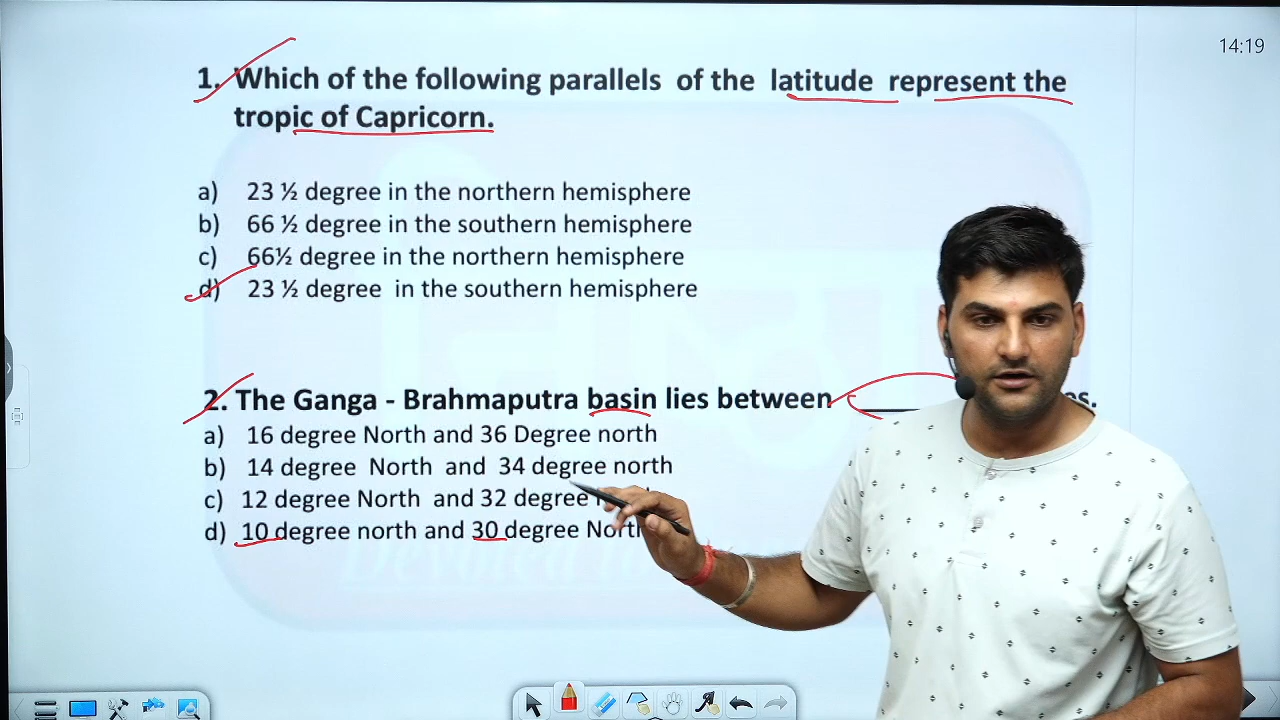 14:19
1. Which of the following parallels of the latitude represent the
tropic of Capricorn.
a) 23 ½ degree in the northern hemisphere
b) 66 ½ degree in the southern hemisphere
c) 66½ degree in the northern hemisphere
d) 23 ½ degree in the southern hemisphere
2. The Ganga - Brahmaputra basin lies between ______ es.
a) 16 degree North and 36 Degree north
b) 14 degree North and 34 degree north
c) 12 degree North and 32 degree
d) 10 degree north and 30 degree North